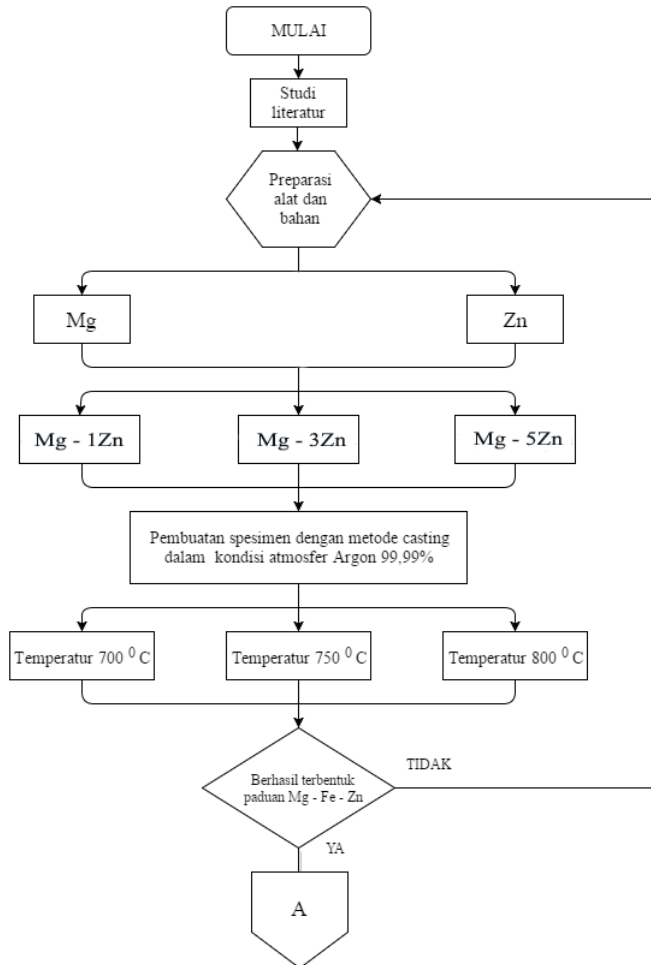 MULAI
Studi
literatur
Preparasi
alat dan
bahan
Mg
Zn
Mg - 1Zn
Mg - 3Zn
Mg - 5Zn
Pembuatan spesimen dengan metode casting
dalam kondisi atmosfer Argon 99,99%
Temperatur 700 ⁰ C
Temperatur 750 ⁰ C
Temperatur 800 ⁰ C
TIDAK
Berhasil terbentuk
paduan Mg - Fe - Zn
YA
A